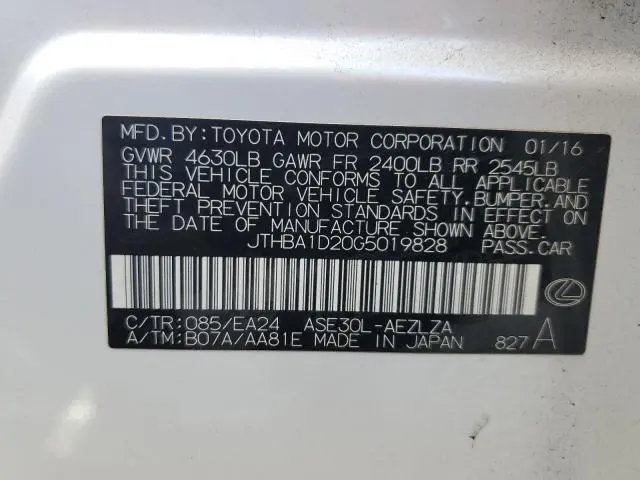 MFD.BY:TOYOTA MOTOR CORPORATION 01/16
GVWR 4630LB GAWR FR 2400LB RR 2545LB
THIS VEHICLE CONFORMS TO ALL APPLICABLE
FEDERAL MOTOR VEHICLE SAFETY,BUMPER,AND
THEFT PREVENTION STANDARDS IN EFFECT ON
THE DATE OF MANUFACTURE SHOWN ABOVE.
JTHBA1D20G5019828 PASS.CAR
C/TR:085/EA24 ASE30L-AEZLZA
A/TM:B07A/AA81E MADE IN JAPAN 827A